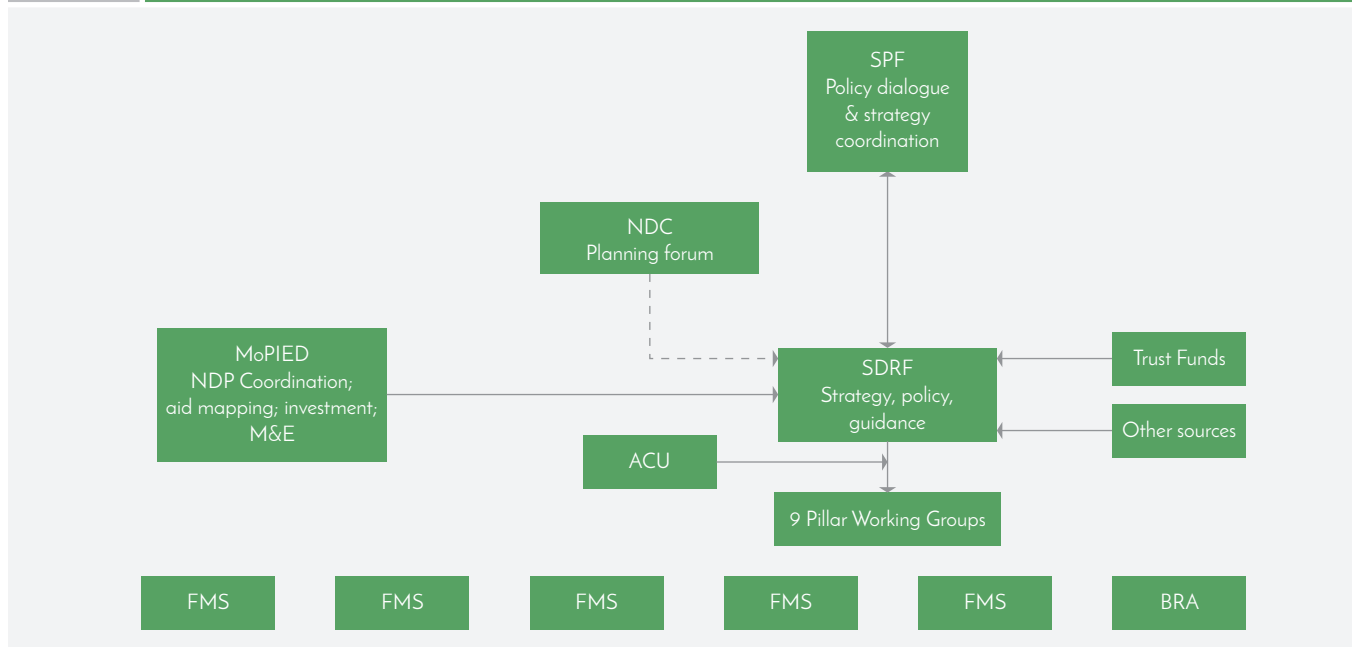 SPF
Policy dialogue
& strategy
coordination
NDC
Planning forum
MoPIED
NDP Coordination;
aid mapping; investment;
M&E
SDRF
Strategy, policy,
guidance
Trust Funds
Other sources
ACU
9 Pillar Working Groups
FMS
FMS
FMS
FMS
FMS
BRA